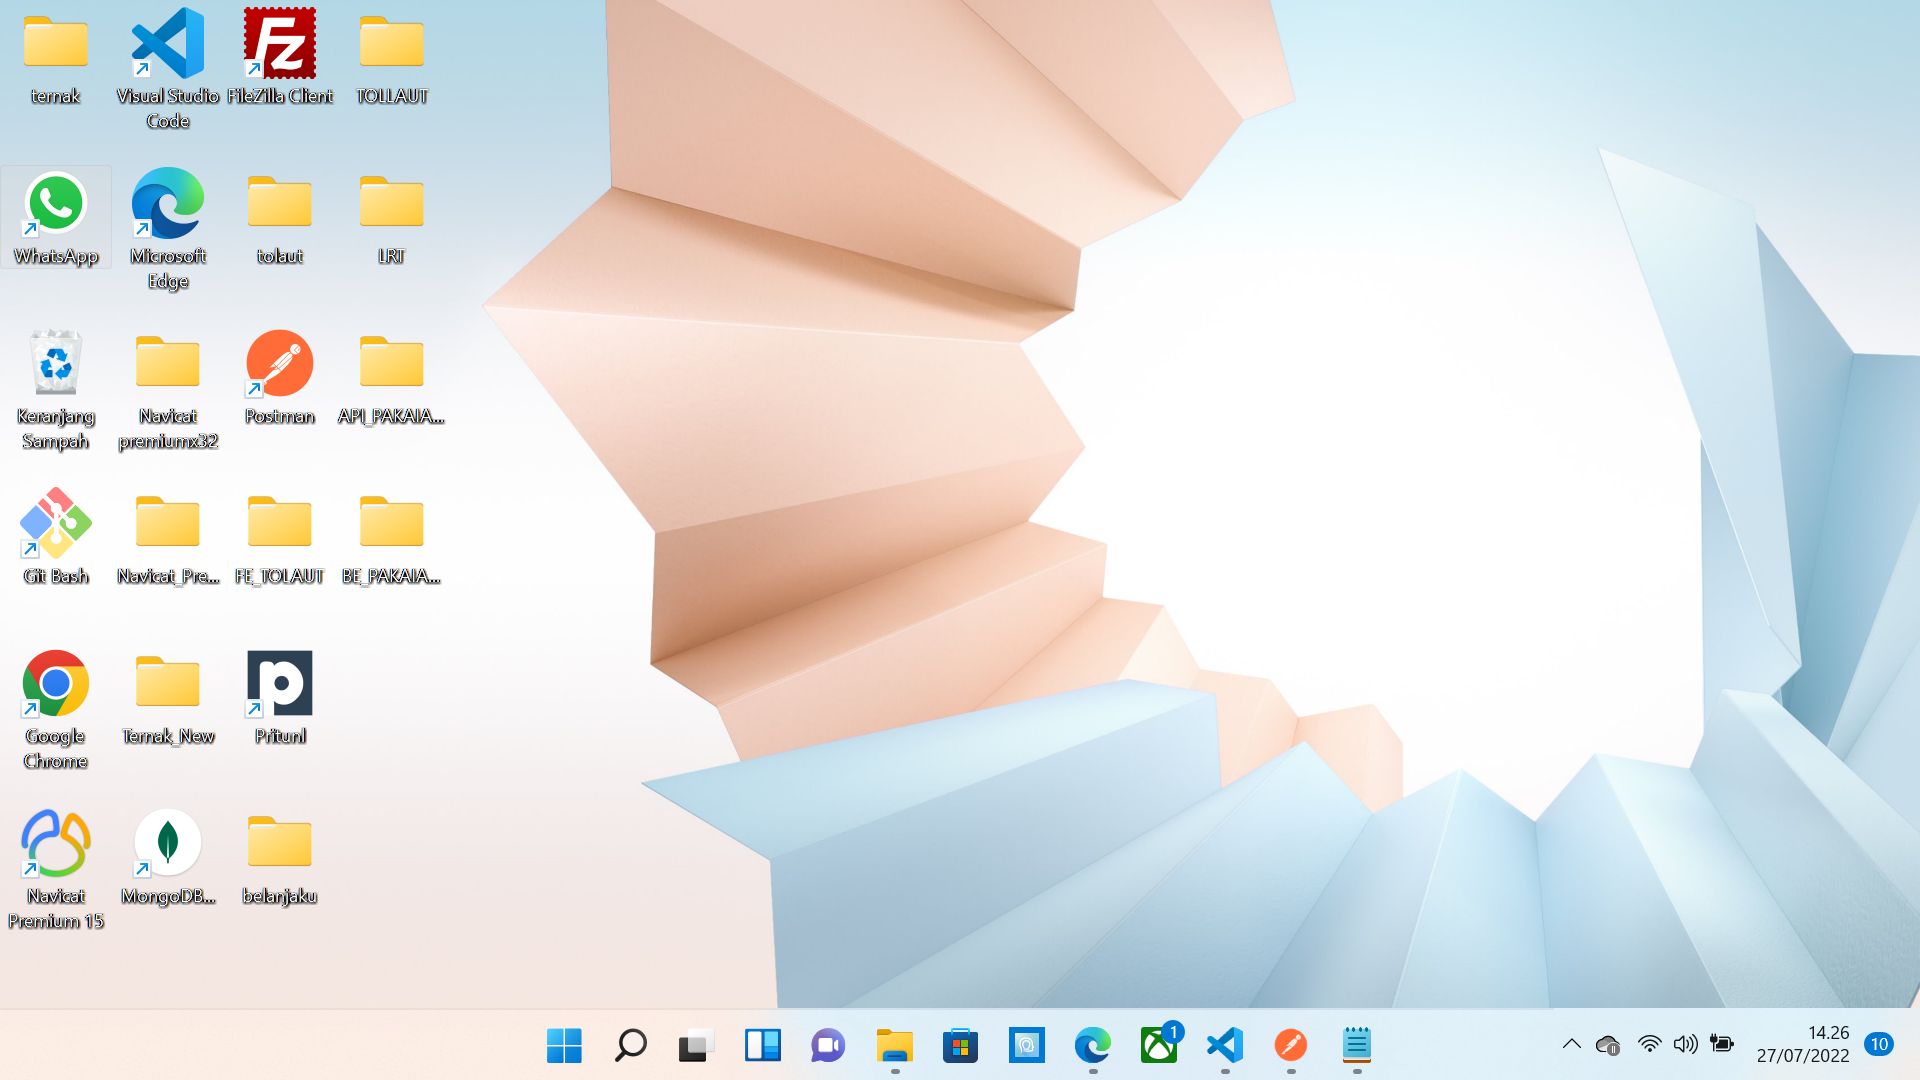 ternak
Visual Studio
Code
FileZilla Client
TOLLAUT
WhatsApp
Microsoft
Edge
tolaut
LRT
Keranjang
Sampah
Navicat
premiumx32
Postman
API_PAKAIA...
Git Bash
Navicat_Pre...
FE_TOLAUT
BE_PAKAIA...
Google
Chrome
Ternak_New
Pritunl
Navicat
Premium 15
MongoDB...
belanjaku
1
14.26
27/07/2022
10